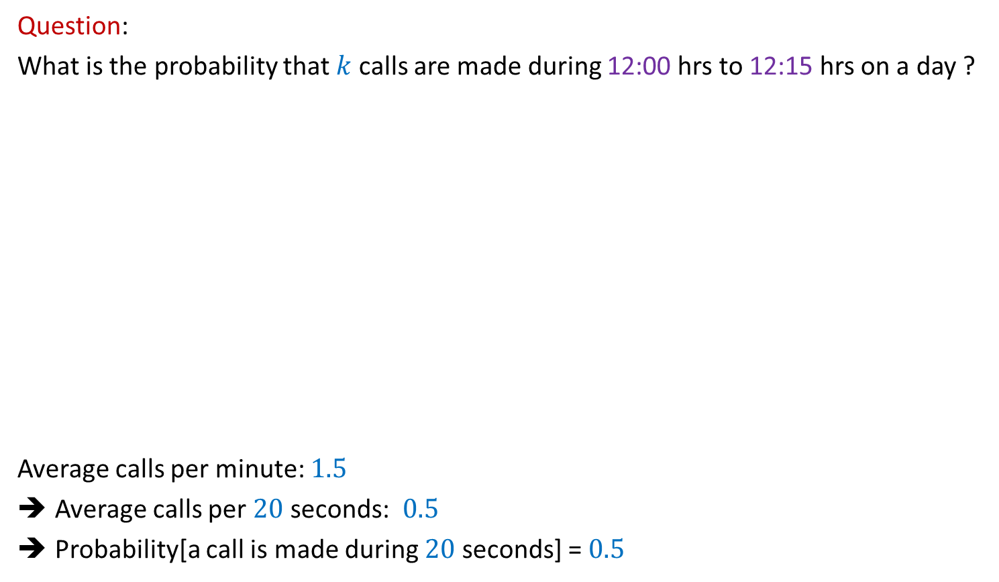 Question:
What is the probability that k calls are made during 12:00 hrs to 12:15 hrs on a day ?
Average calls per minute: 1.5
➔ Average calls per 20 seconds: 0.5
➔ Probability[a call is made during 20 seconds] = 0.5